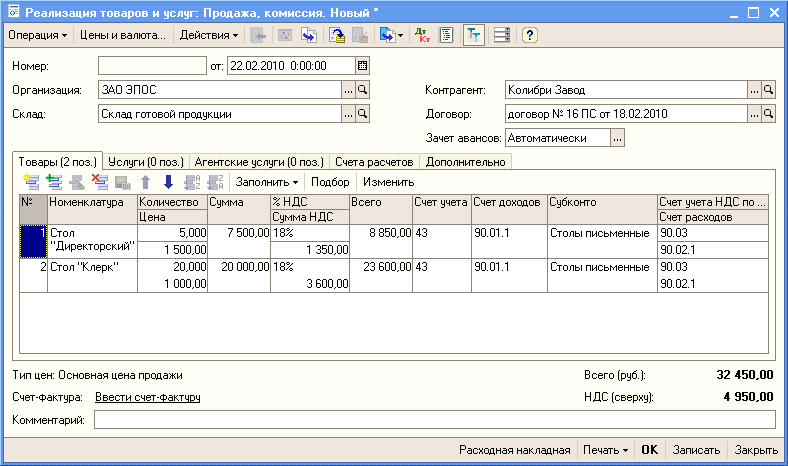 Реализация товаров и услуг: Продажа, комиссия. Новый *
Операция Цены и валюта... Действия Дт Кт Тт ?
Номер: от: 22.02.2010 0:00:00
Организация: ЗАО ЭПОС ... Контрагент: Колибри Завод ...
Склад: Склад готовой продукции ... Договор: договор № 16 ПС от 18.02.2010 ...
Зачет авансов: Автоматически ...
Товары (2 поз.) Услуги (0 поз.) Агентские услуги (0 поз.) Счета расчетов Дополнительно
Заполнить Подбор Изменить
№ Номенклатура Количество Сумма % НДС Всего Счет учета Счет доходов Субконто Счет учета НДС по ...
Цена Сумма НДС Счет расходов
1 Стол 5,000 7 500,00 18% 8 850,00 43 90.01.1 Столы письменные 90.03
"Директорский" 1 500,00 1 350,00 90.02.1
2 Стол "Клерк" 20,000 20 000,00 18% 23 600,00 43 90.01.1 Столы письменные 90.03
1 000,00 3 600,00 90.02.1
Тип цен: Основная цена продажи Всего (руб.): 32 450,00
Счет-фактура: Ввести счет-фактуру НДС (сверху): 4 950,00
Комментарий:
Расходная накладная Печать OK Записать Закрыть